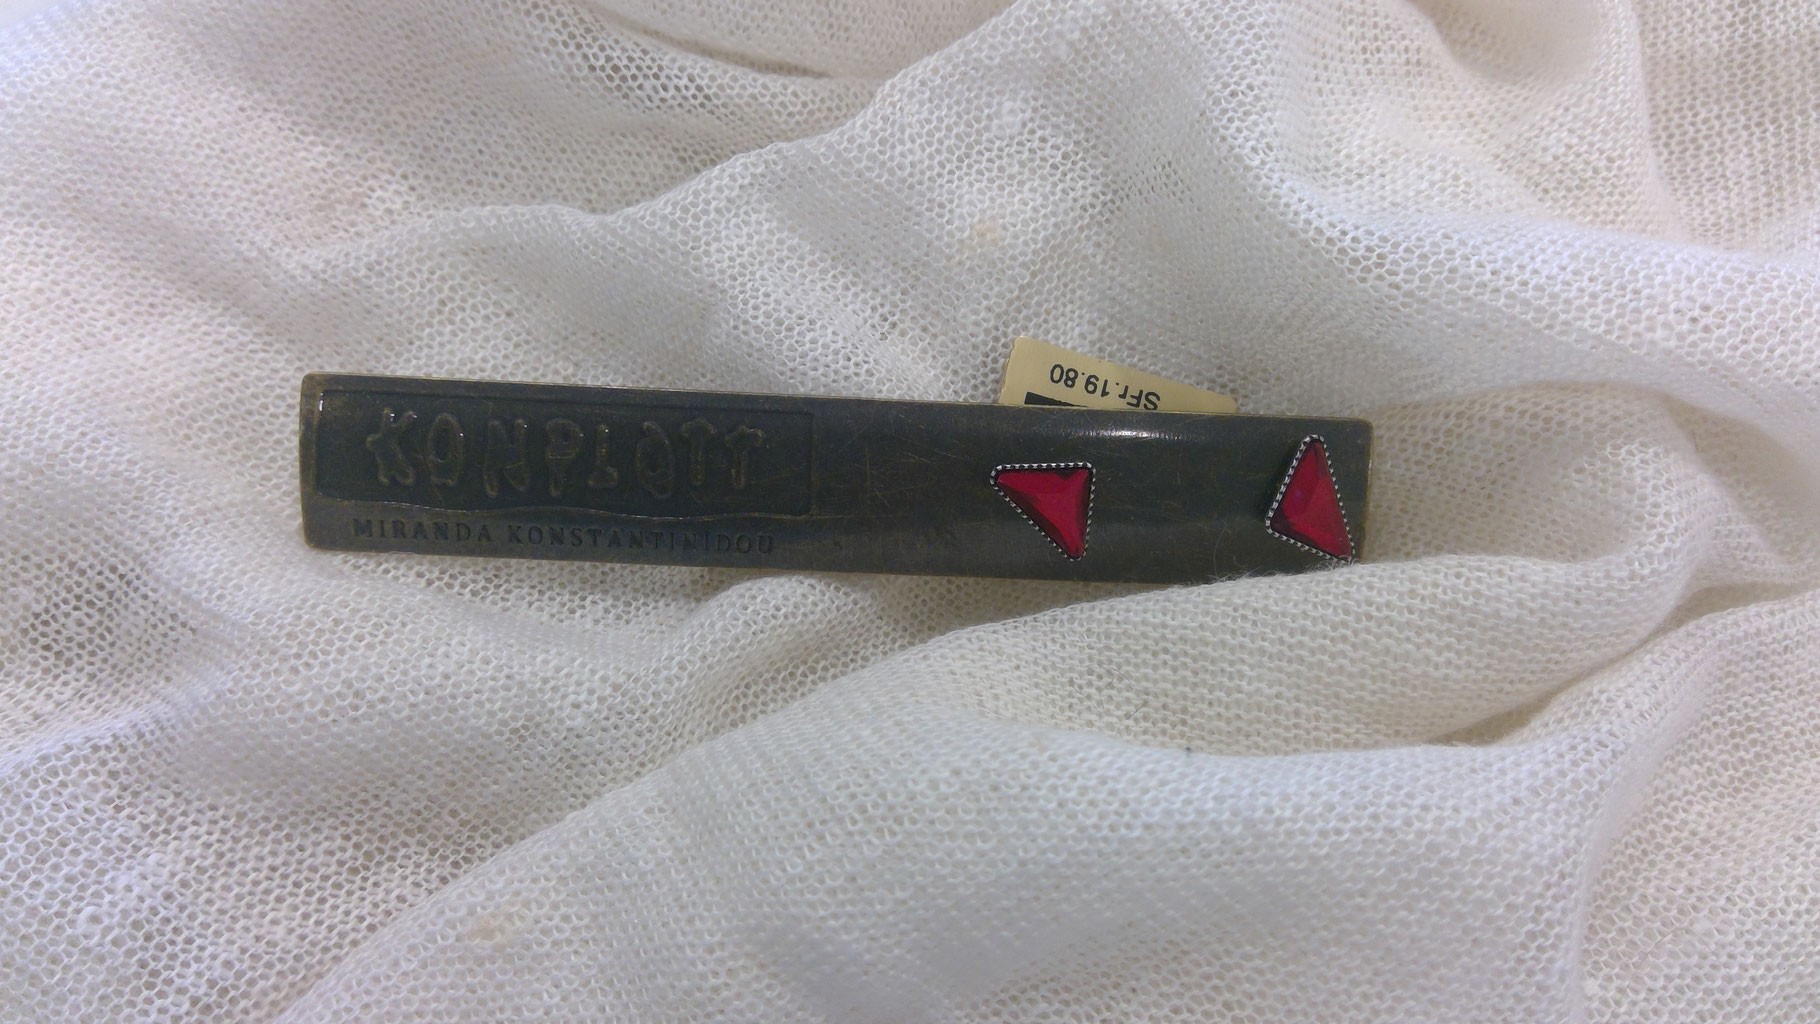 KONPLOTT
MIRANDA KONSTANTINIDOU
SFr.19.80